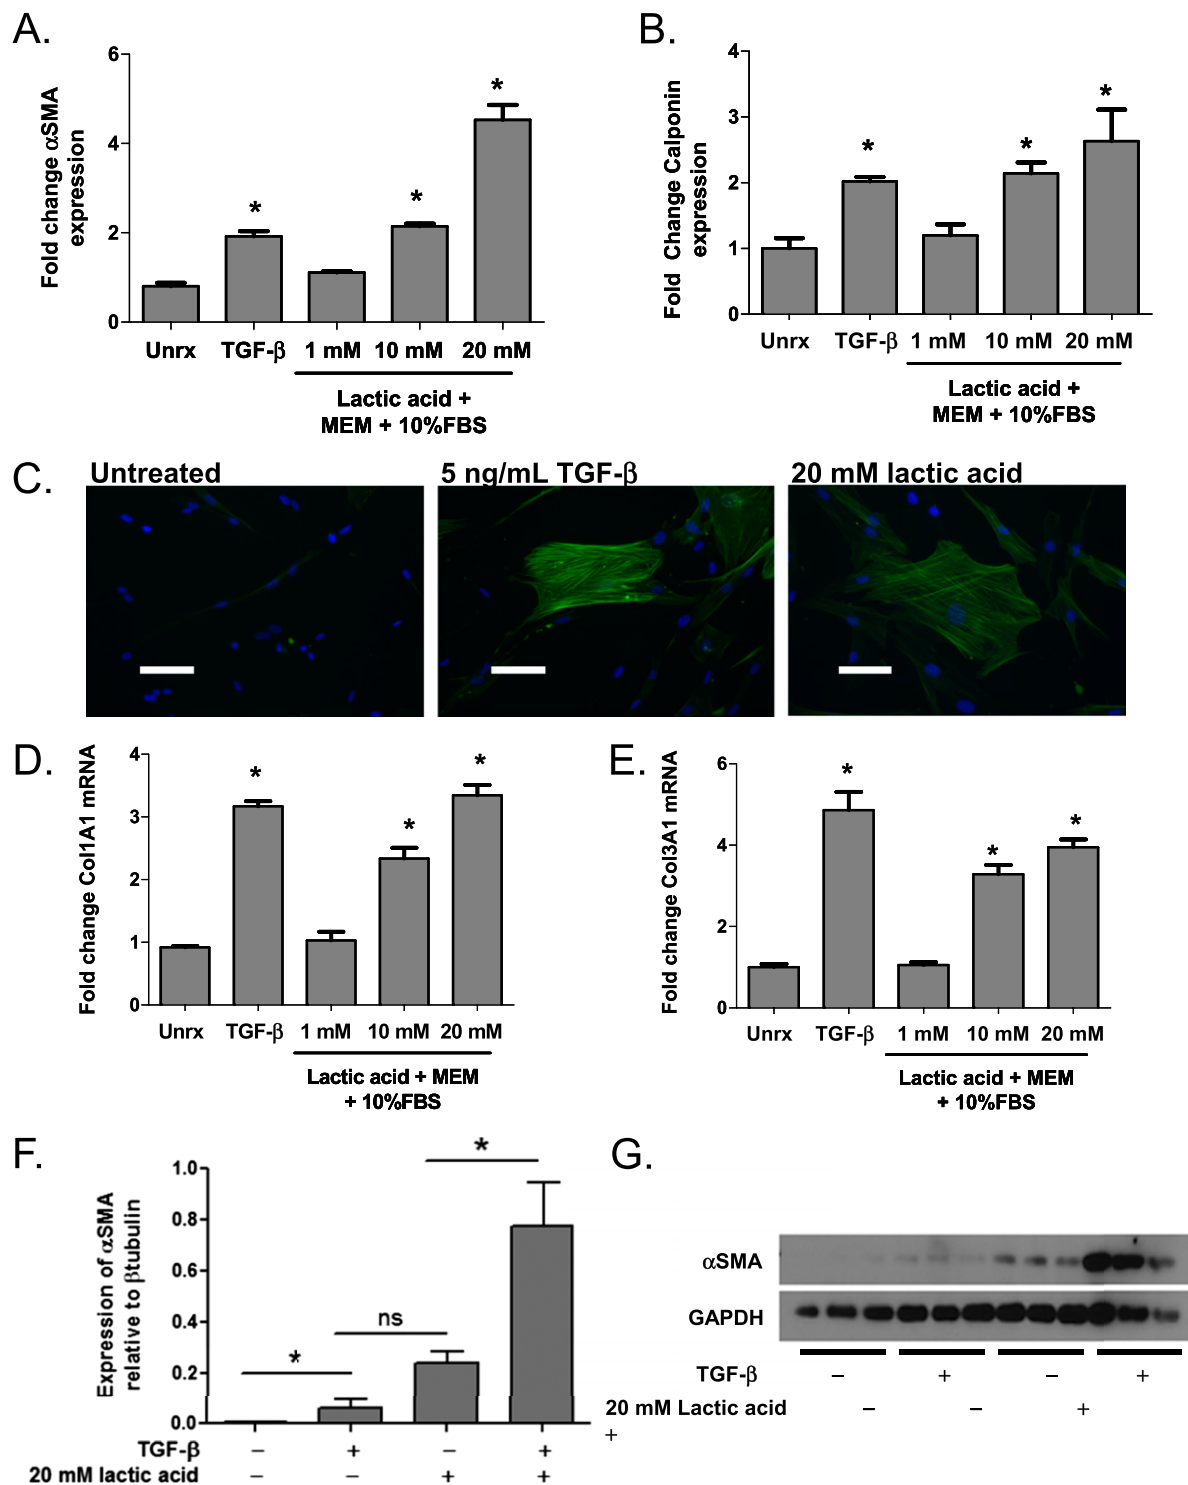 A.
Fold change αSMA
expression
6
4
2
0
*
*
*
Unrx TGF-β 1 mM 10 mM 20 mM
Lactic acid +
MEM + 10%FBS
B.
Fold Change Calponin
expression
4
3
2
1
0
*
*
*
Unrx TGF-β 1 mM 10 mM 20 mM
Lactic acid +
MEM + 10%FBS
C.
Untreated
5 ng/mL TGF-β
20 mM lactic acid
D.
Fold change Col1A1 mRNA
4
3
2
1
0
*
*
*
Unrx TGF-β 1 mM 10 mM 20 mM
Lactic acid + MEM
+ 10%FBS
E.
Fold change Col3A1 mRNA
6
4
2
0
*
*
*
Unrx TGF-β 1 mM 10 mM 20 mM
Lactic acid + MEM
+ 10%FBS
F.
Expression of αSMA
relative to βtubulin
1.0
0.8
0.6
0.4
0.2
0.0
*
ns
*
TGF-β − + − +
20 mM lactic acid − − + +
G.
αSMA
GAPDH
TGF-β − + − +
20 mM Lactic acid − − +
+